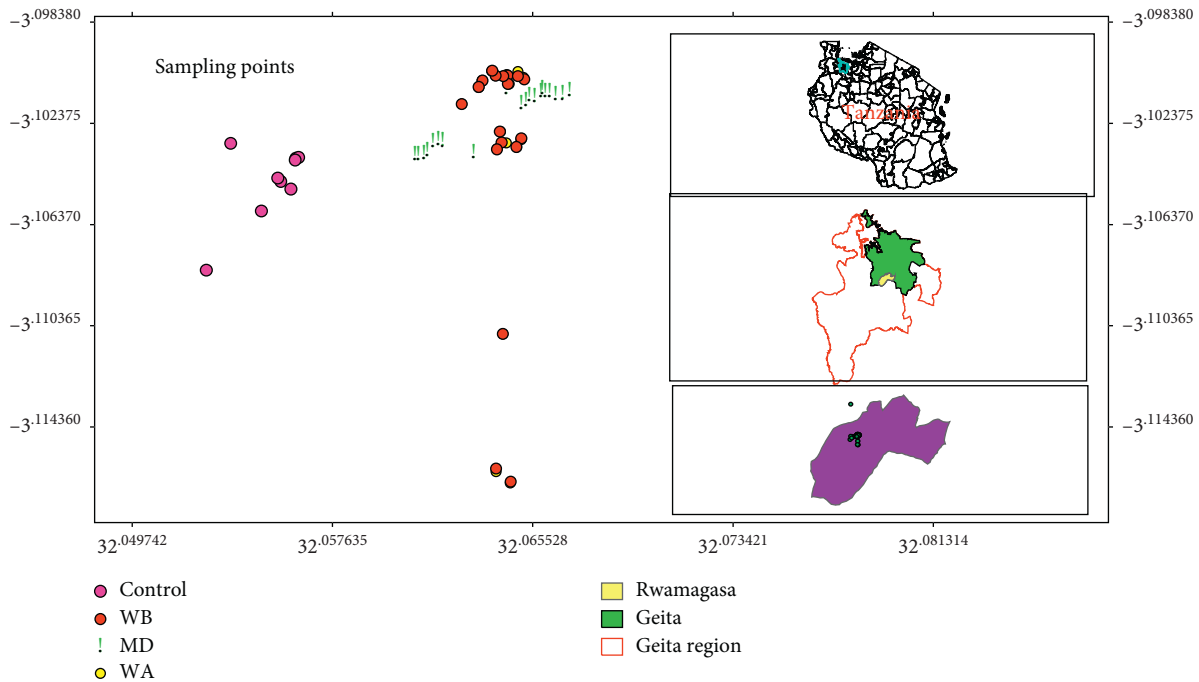 −3.098380 −3.098380
Sampling points
Tanzania
−3.102375 −3.102375
−3.106370 −3.106370
−3.110365 −3.110365
−3.114360 −3.114360
32.049742 32.057635 32.065528 32.073421 32.081314
Control
WB
! MD
WA
Rwamagasa
Geita
Geita region